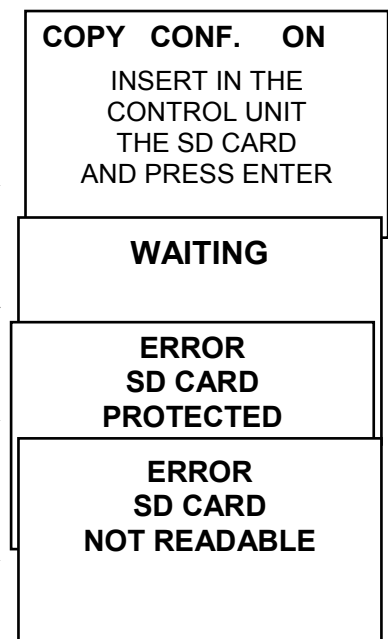 COPY CONF. ON
INSERT IN THE
CONTROL UNIT
THE SD CARD
AND PRESS ENTER
WAITING
ERROR
SD CARD
PROTECTED
ERROR
SD CARD
NOT READABLE